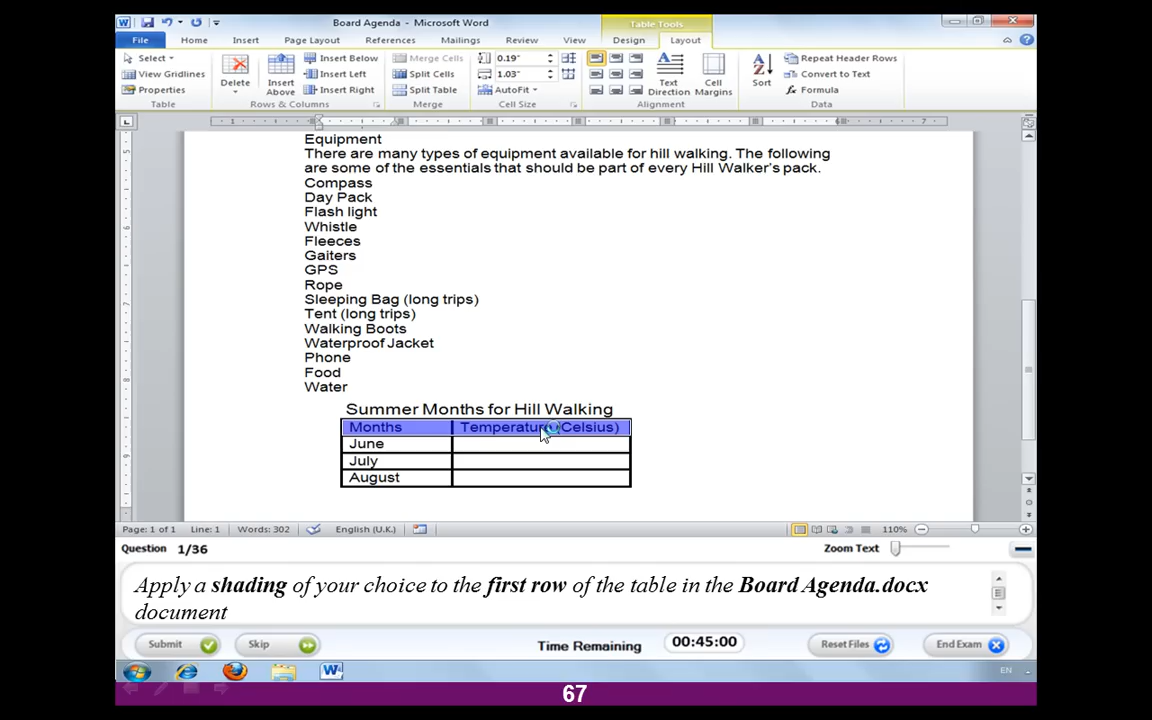 Board Agenda - Microsoft Word
Table Tools
File Home Insert Page Layout References Mailings Review View Design Layout
Select
View Gridlines
Properties
Table
Delete
Insert Above
Insert Below
Insert Left
Insert Right
Rows & Columns
Merge Cells
Split Cells
Split Table
Merge
0.19"
1.03"
AutoFit
Cell Size
Text Direction
Cell Margins
Alignment
Sort
Repeat Header Rows
Convert to Text
Formula
Data
Equipment
There are many types of equipment available for hill walking. The following
are some of the essentials that should be part of every Hill Walker's pack.
Compass
Day Pack
Flash light
Whistle
Fleeces
Gaiters
GPS
Rope
Sleeping Bag (long trips)
Tent (long trips)
Walking Boots
Waterproof Jacket
Phone
Food
Water
Summer Months for Hill Walking
Months (Celsius)
June
July
August
Page: 1 of 1 Line: 1 Words: 302 English (U.K.) 110%
Question 1/36 Zoom Text
Apply a shading of your choice to the first row of the table in the Board Agenda.docx
document
Submit Skip Time Remaining 00:45:00 Reset Files End Exam
EN
67